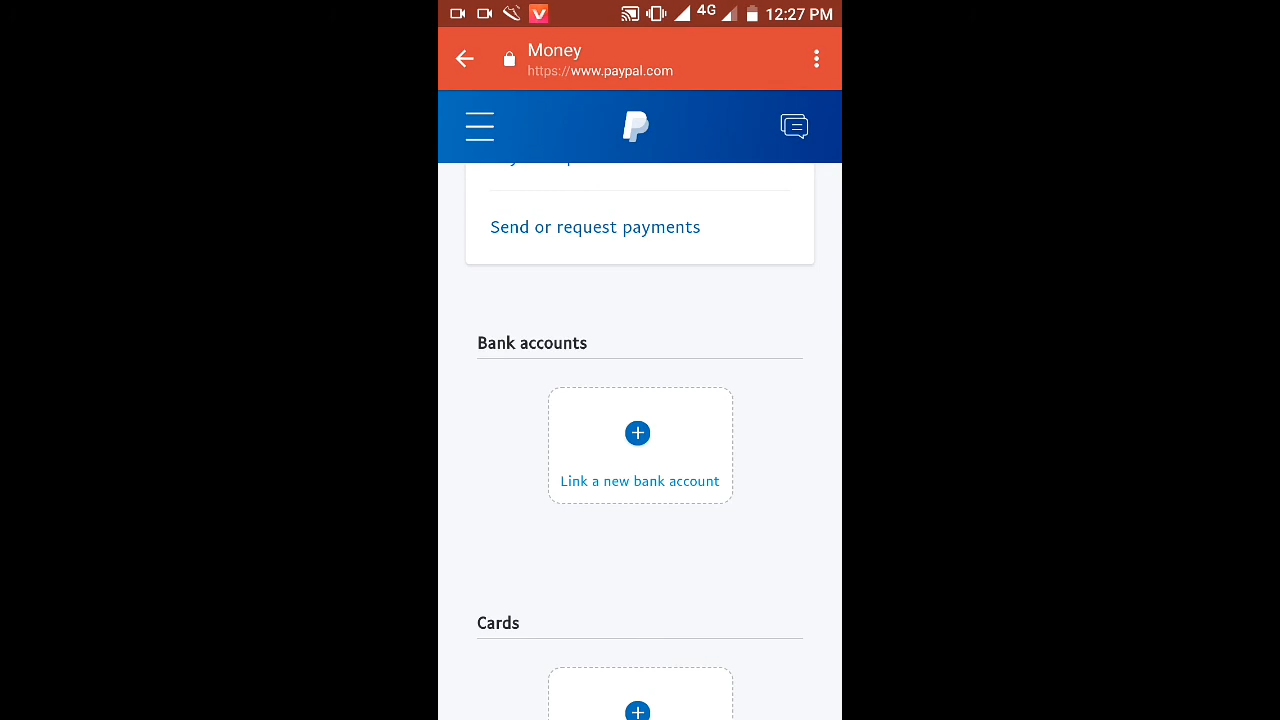 4G 12:27 PM
Money
https://www.paypal.com
Send or request payments
Bank accounts
Link a new bank account
Cards